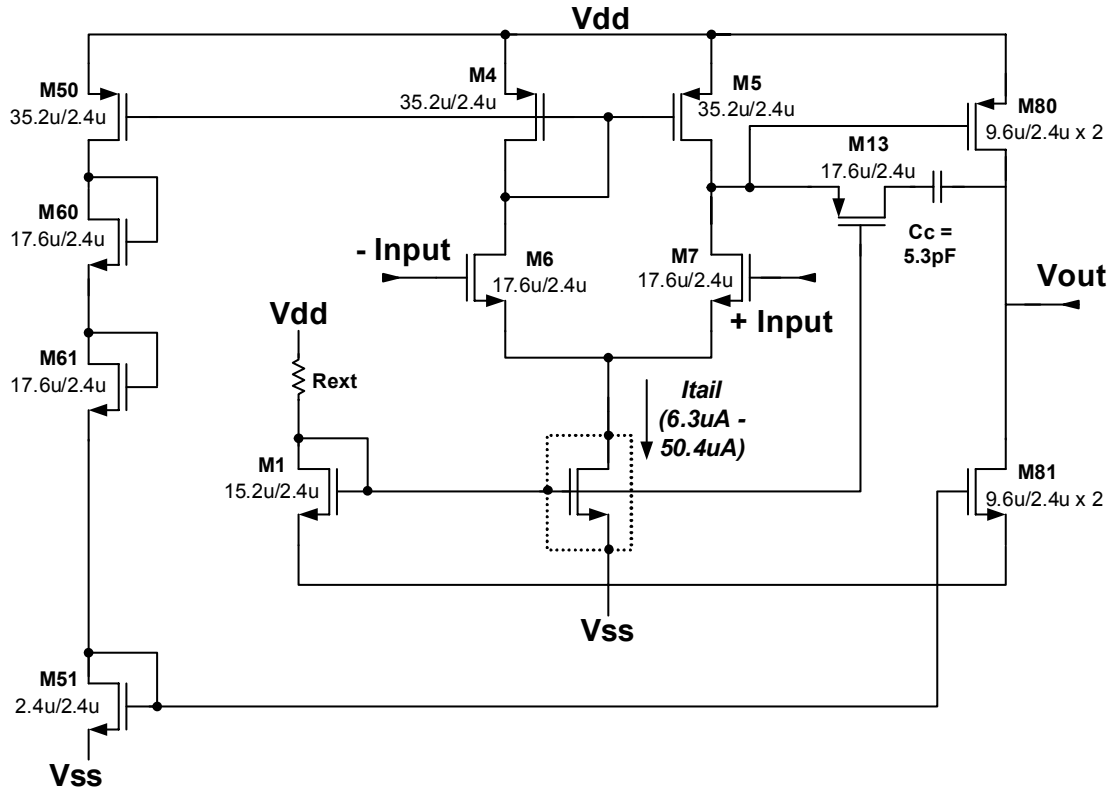 Vdd
M50
35.2u/2.4u
M4
35.2u/2.4u
M5
35.2u/2.4u
M80
9.6u/2.4u x 2
M13
17.6u/2.4u
Cc =
5.3pF
M60
17.6u/2.4u
- Input
M6
17.6u/2.4u
M7
17.6u/2.4u
+ Input
Vout
Vdd
Rext
M61
17.6u/2.4u
Itail
(6.3uA -
50.4uA)
M1
15.2u/2.4u
M81
9.6u/2.4u x 2
Vss
M51
2.4u/2.4u
Vss